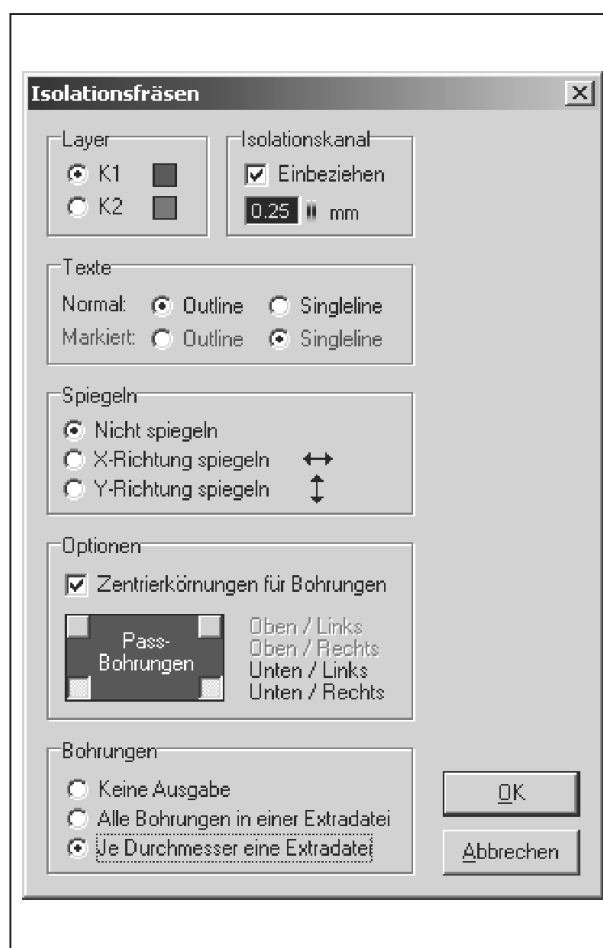 Isolationsfräsen
Layer
K1
K2
Isolationskanal
Einbeziehen
0.25 mm
Texte
Normal: Outline Singleline
Markiert: Outline Singleline
Spiegeln
Nicht spiegeln
X-Richtung spiegeln
Y-Richtung spiegeln
Optionen
Zentrierkörnungen für Bohrungen
Pass-
Bohrungen
Oben / Links
Oben / Rechts
Unten / Links
Unten / Rechts
Bohrungen
Keine Ausgabe
Alle Bohrungen in einer Extradatei
Je Durchmesser eine Extradatei
OK
Abbrechen